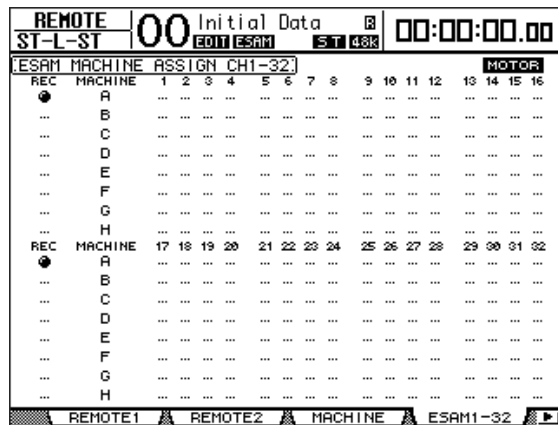 REMOTE
ST-L-ST
00 Initial Data R
EDIT ESAM ST 48k
00:00:00.00
ESAM MACHINE ASSIGN CH1-32 MOTOR
REC MACHINE 1 2 3 4 5 6 7 8 9 10 11 12 13 14 15 16
A
B
C
D
E
F
G
H
REC MACHINE 17 18 19 20 21 22 23 24 25 26 27 28 29 30 31 32
A
B
C
D
E
F
G
H
REMOTE1 REMOTE2 MACHINE ESAM1-32